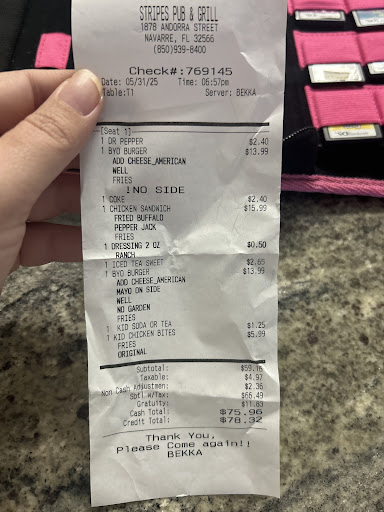 STRIPES PUB & GRILL
1878 ANDORRA STREET
NAVARRE, FL 32566
(850)939-8400
Check#:769145
Date: 05/31/25 Time: 06:57pm
Table:T1 Server: BEKKA
[Seat 1]
1 DR PEPPER $2.40
1 BYO BURGER $13.99
ADD CHEESE_AMERICAN
WELL
FRIES
!NO SIDE
1 COKE $2.40
1 CHICKEN SANDWICH $15.99
FRIED BUFFALO
PEPPER JACK
FRIES
1 DRESSING 2 OZ $0.50
RANCH
1 ICED TEA SWEET $2.65
1 BYO BURGER $13.99
ADD CHEESE_AMERICAN
MAYO ON SIDE
WELL
NO GARDEN
FRIES
1 KID SODA OR TEA $1.25
1 KID CHICKEN BITES $5.99
FRIES
ORIGINAL
Subtotal: $59.16
Taxable: $4.97
Non Cash Adjustmen: $2.36
Sbtl W/Tax: $66.49
Gratuity: $11.83
Cash Total: $75.96
Credit Total: $78.32
Thank You,
Please Come again!!
BEKKA